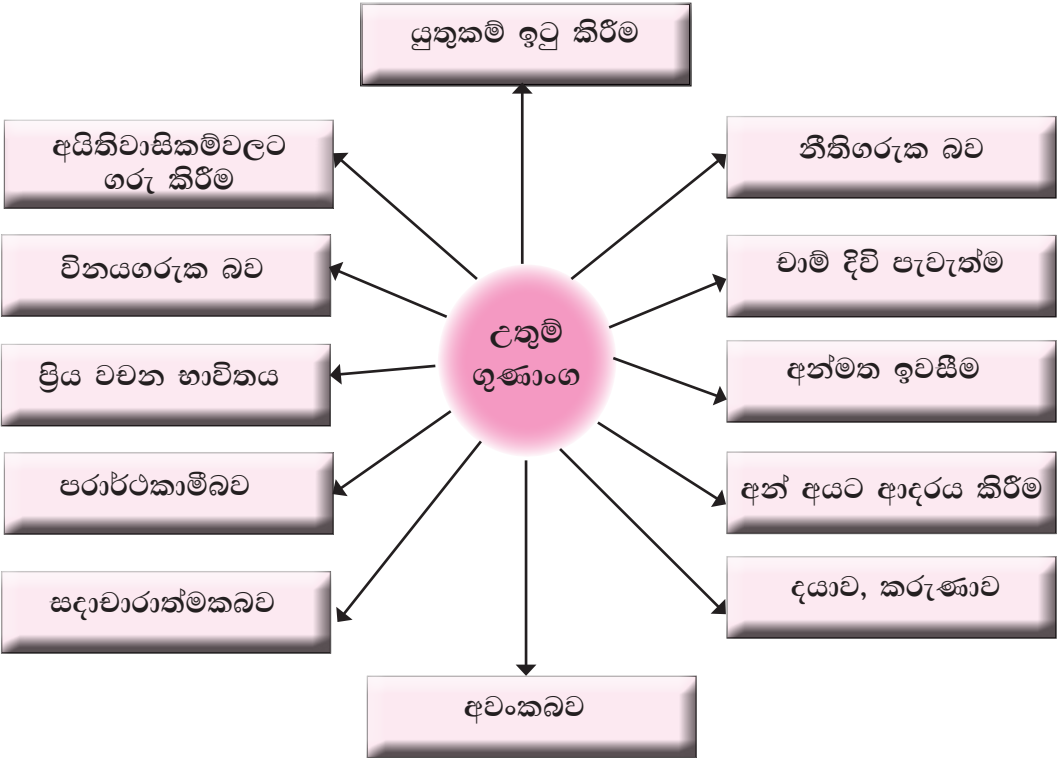 යුතුකම් ඉටු කිරීම
අයිතිවාසිකම්වලට
ගරු කිරීම
නීතිගරුක බව
විනයගරුක බව
චාම් දිවි පැවැත්ම
උතුම්
ගුණාංග
ප්‍රිය වචන භාවිතය
අන්මත ඉවසීම
පරාර්ථකාමීබව
අන් අයට ආදරය කිරීම
සදාචාරාත්මකබව
දයාව, කරුණාව
අවංකබව